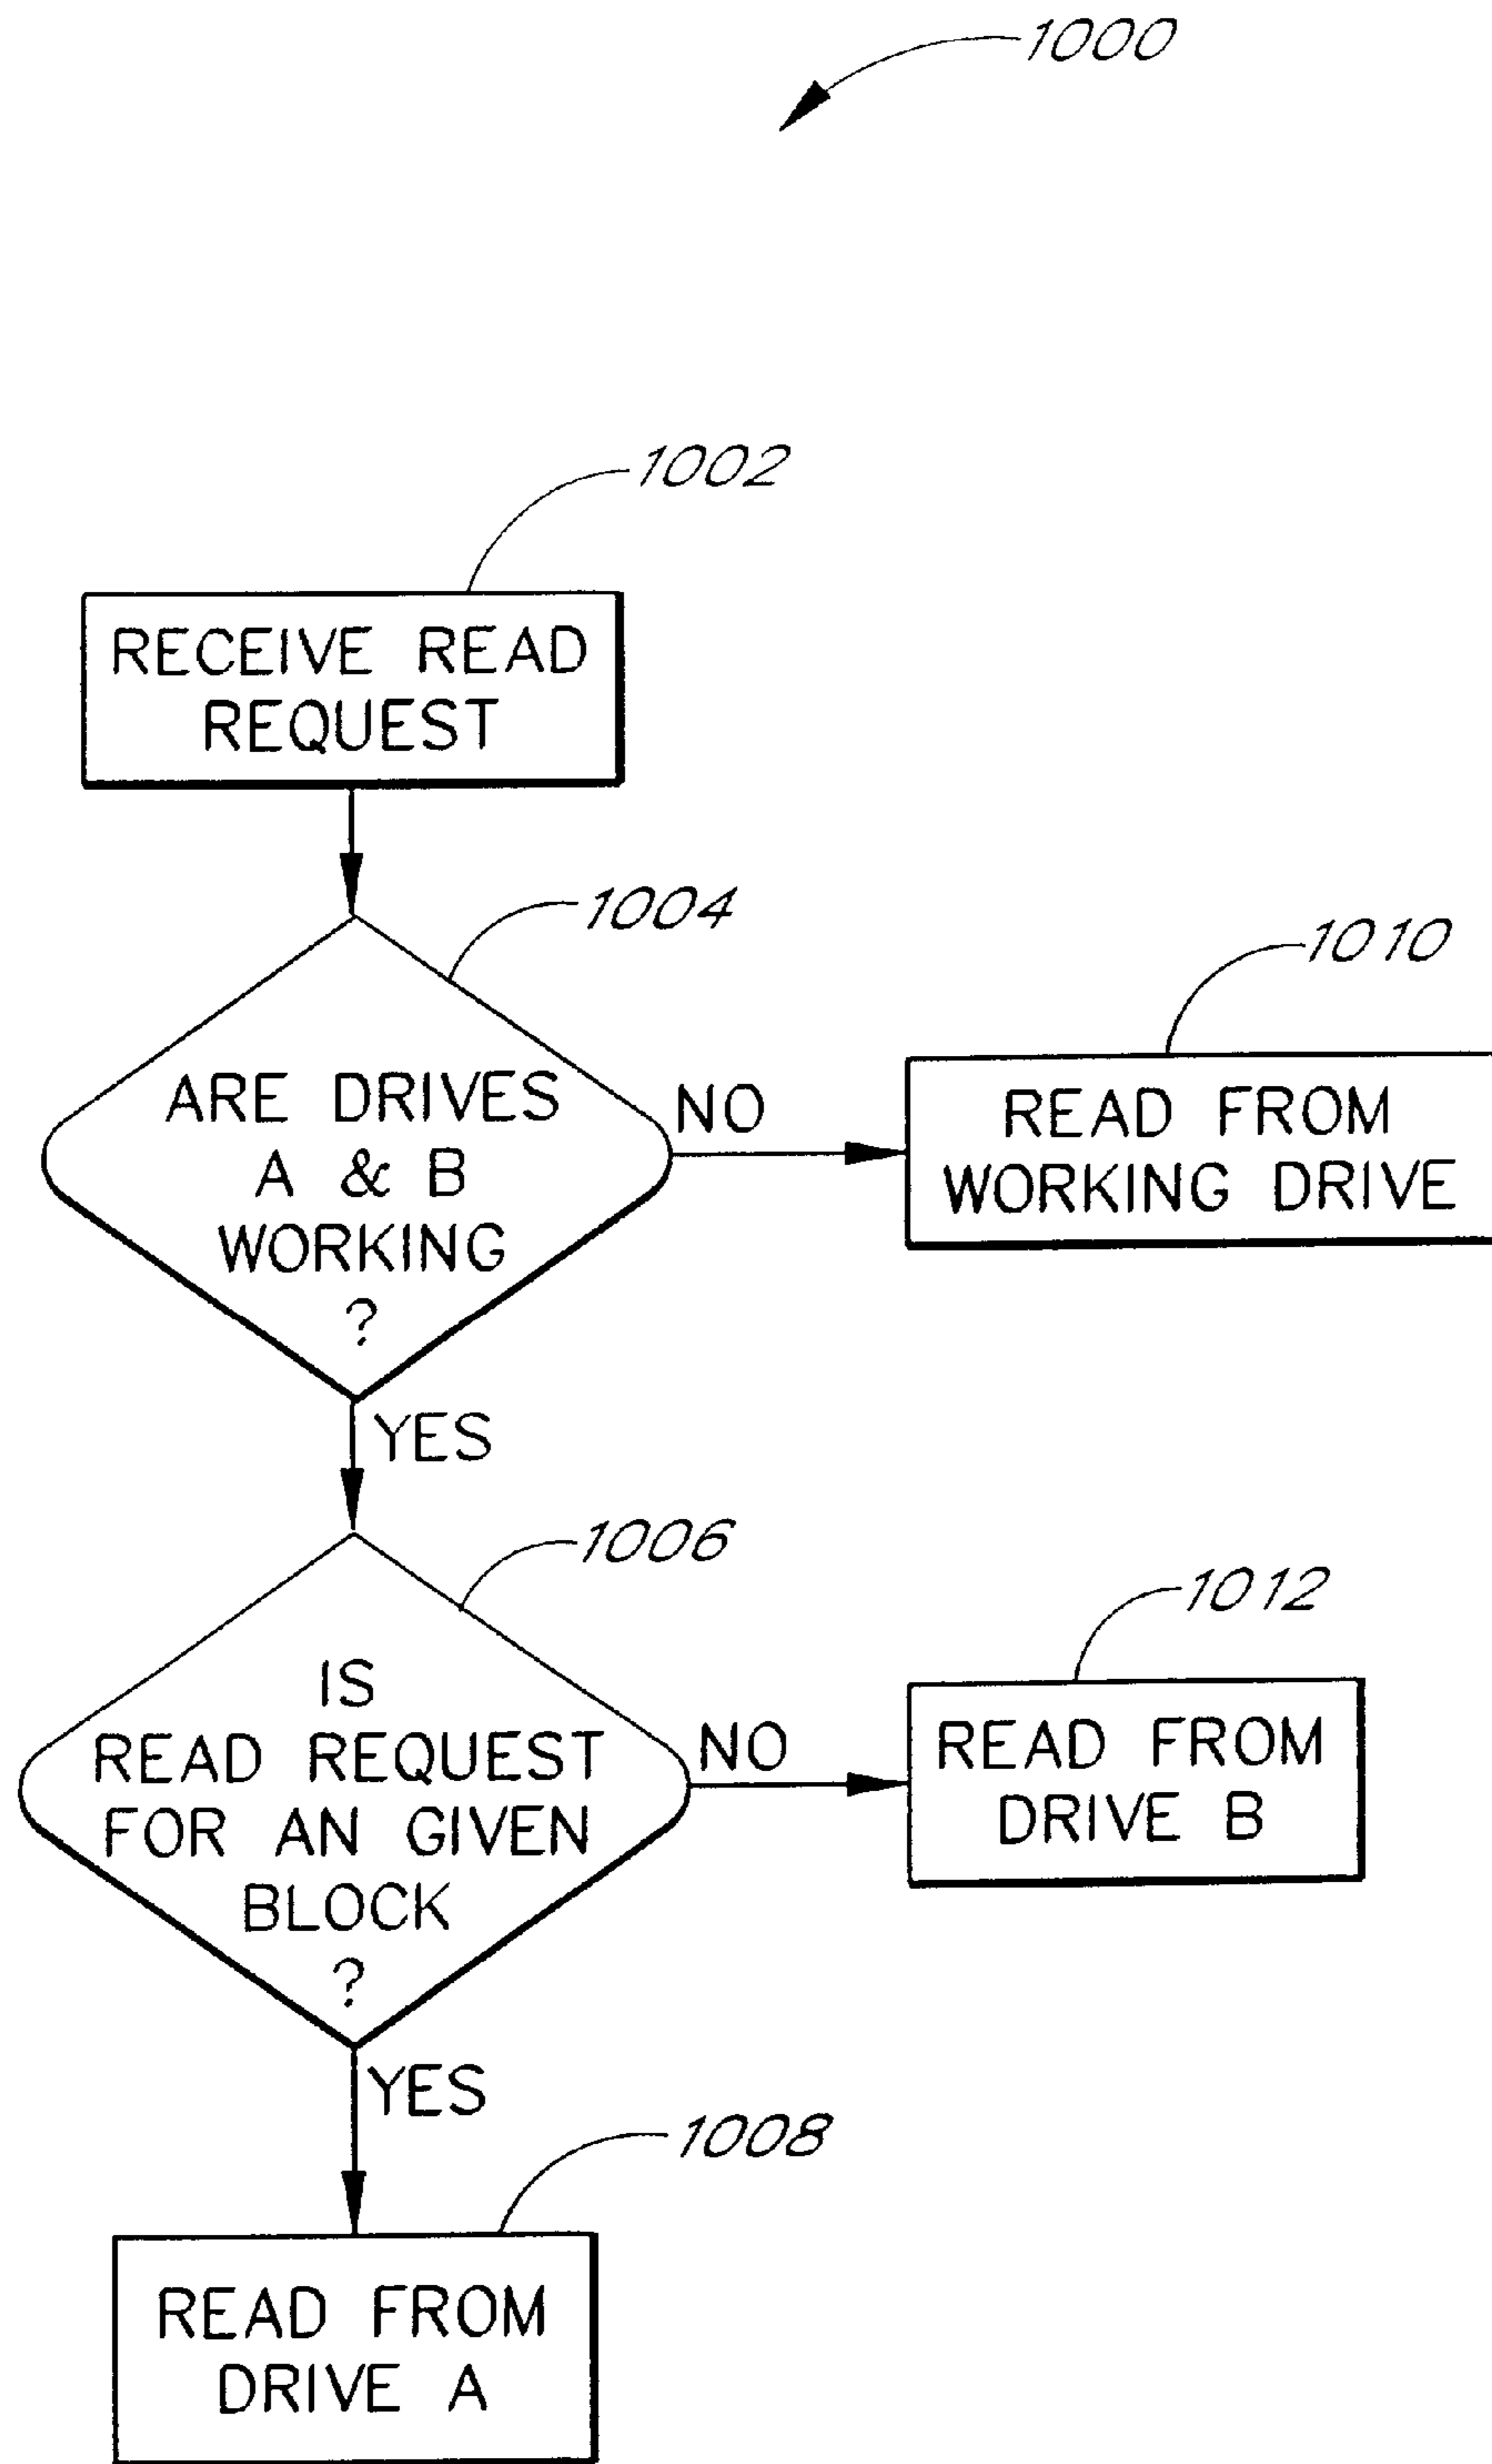 1000
1002
RECEIVE READ
REQUEST
1004
ARE DRIVES
A & B
WORKING
?
NO
1010
READ FROM
WORKING DRIVE
YES
1006
IS
READ REQUEST
FOR AN GIVEN
BLOCK
?
NO
1012
READ FROM
DRIVE B
YES
1008
READ FROM
DRIVE A